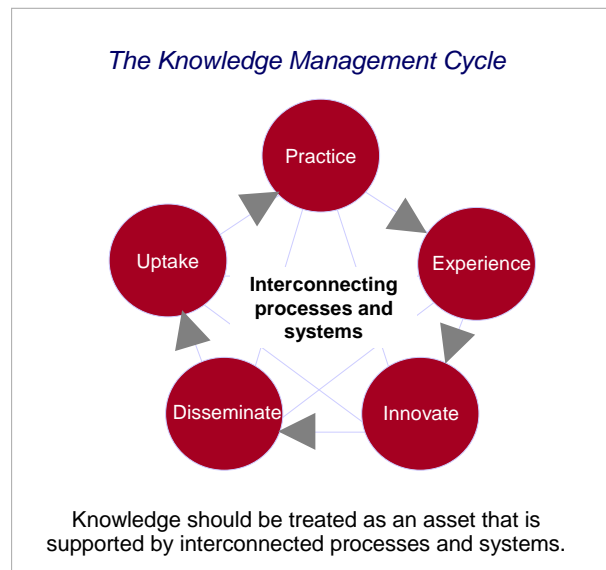 The Knowledge Management Cycle
Practice
Uptake
Experience
Interconnecting
processes and
systems
Disseminate
Innovate
Knowledge should be treated as an asset that is
supported by interconnected processes and systems.